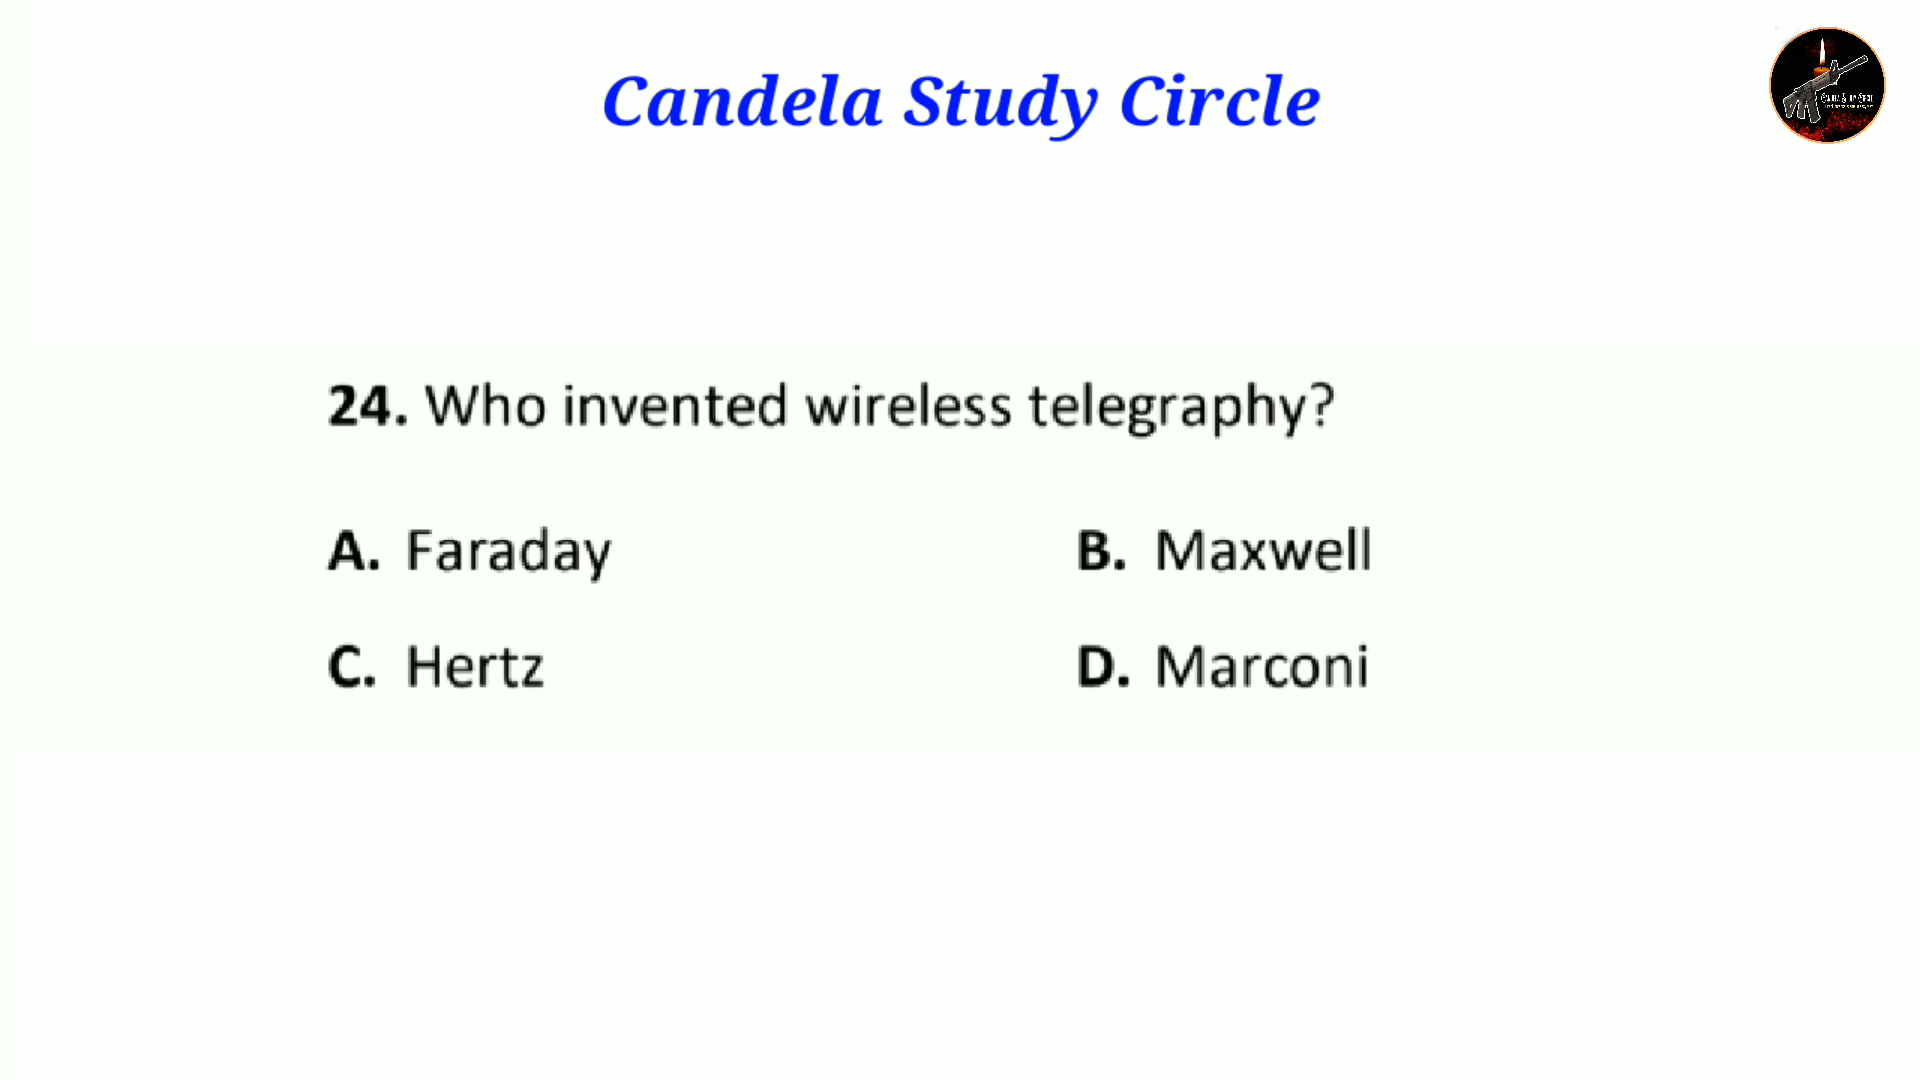 Candela Study Circle
24. Who invented wireless telegraphy?
A. Faraday
B. Maxwell
C. Hertz
D. Marconi